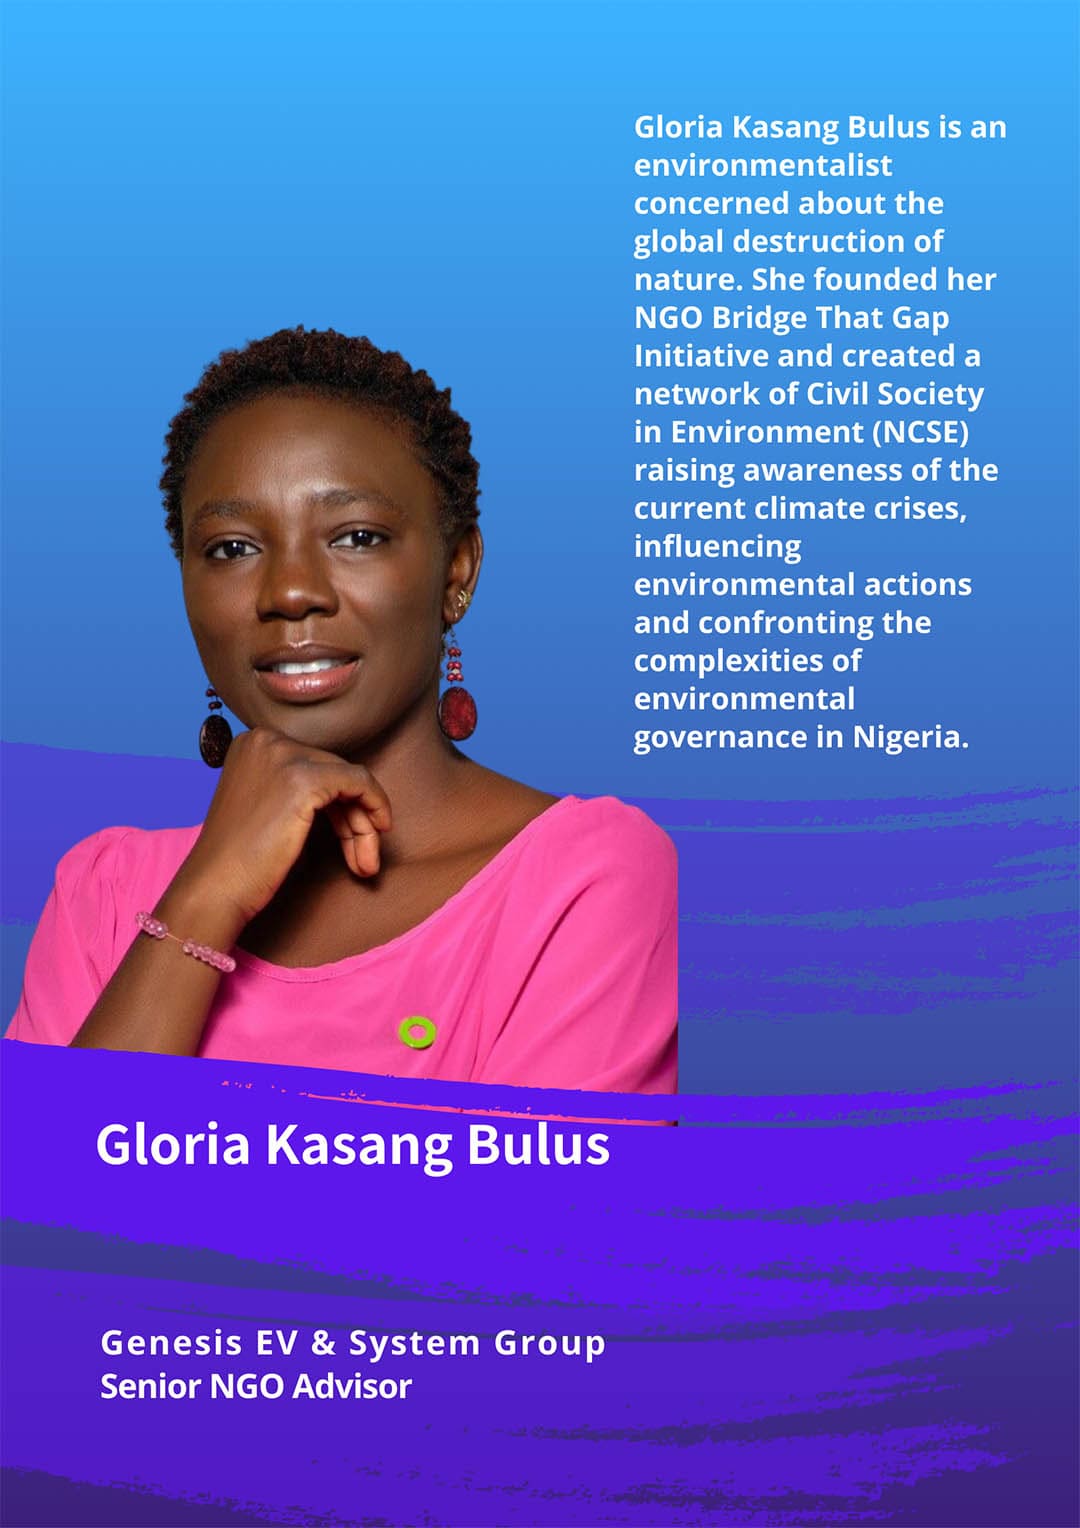 Gloria Kasang Bulus is an
environmentalist
concerned about the
global destruction of
nature. She founded her
NGO Bridge That Gap
Initiative and created a
network of Civil Society
in Environment (NCSE)
raising awareness of the
current climate crises,
influencing
environmental actions
and confronting the
complexities of
environmental
governance in Nigeria.
Gloria Kasang Bulus
Genesis EV & System Group
Senior NGO Advisor